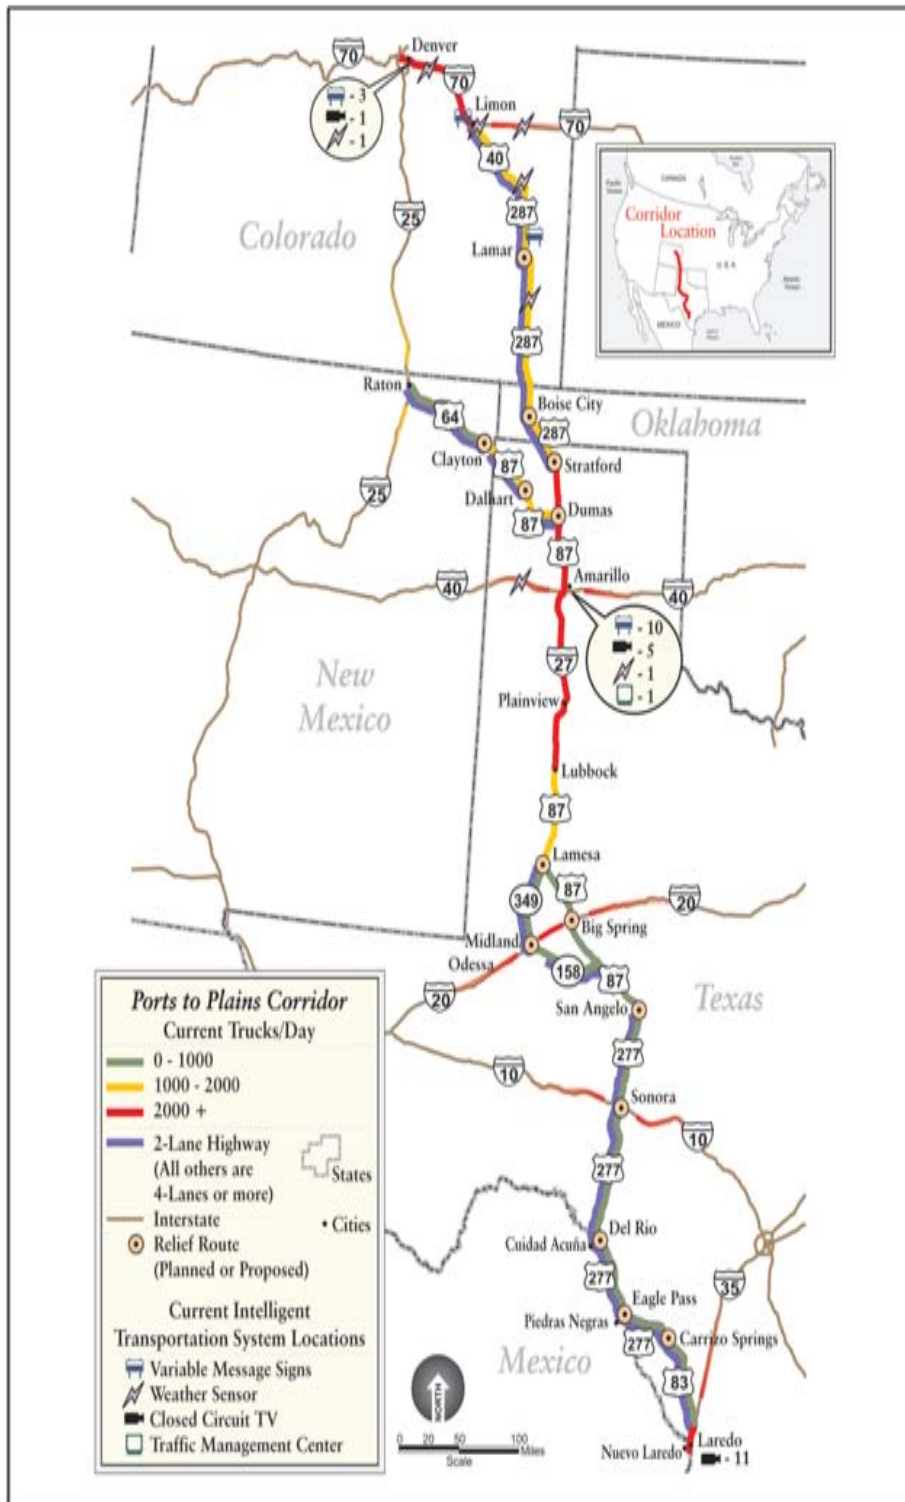 Denver
70
70
- 3
- 1
- 1
Limon
70
40
25
287
Colorado
Lamar
287
Corridor
Location
CANADA
U. S. A.
MEXICO
Pacific
Ocean
Atlantic
Ocean
Raton
64
Boise City
Oklahoma
287
Clayton
87
Stratford
25
Dalhart
87
Dumas
87
Amarillo
40
40
- 10
- 5
- 1
- 1
27
New
Mexico
Plainview
Lubbock
87
Lamesa
349
87
20
Big Spring
Midland
Odessa
158
87
20
San Angelo
Texas
277
10
Sonora
10
277
Del Rio
Cuidad Acuña
277
35
Eagle Pass
Piedras Negras
277
Carrizo Springs
Mexico
83
Laredo
Nuevo Laredo
- 11
Ports to Plains Corridor
Current Trucks/Day
0 - 1000
1000 - 2000
2000 +
2-Lane Highway
(All others are
4-Lanes or more)
States
Interstate
Cities
Relief Route
(Planned or Proposed)
Current Intelligent
Transportation System Locations
Variable Message Signs
Weather Sensor
Closed Circuit TV
Traffic Management Center
NORTH
0 20 50 100
Miles
Scale